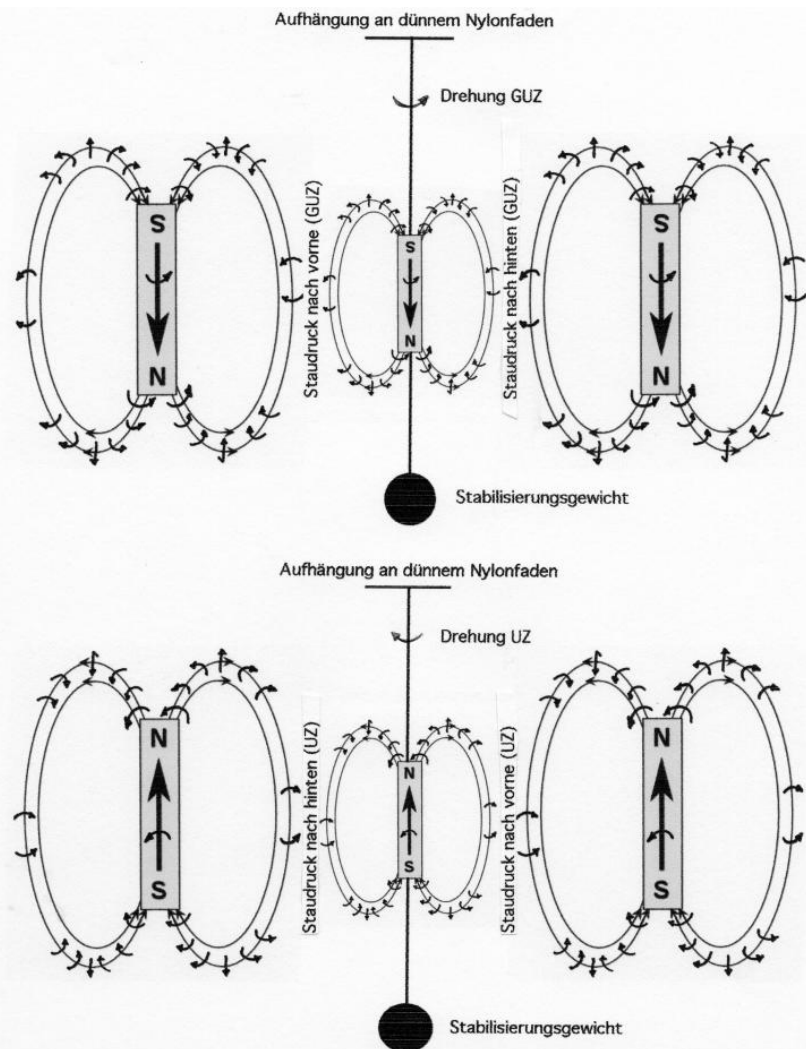 Aufhängung an dünnem Nylonfaden
Drehung GUZ
Staudruck nach vorne (GUZ)
Staudruck nach hinten (GUZ)
S
S
S
N
N
N
Stabilisierungsgewicht
Aufhängung an dünnem Nylonfaden
Drehung UZ
Staudruck nach hinten (UZ)
Staudruck nach vorne (UZ)
N
N
N
S
S
S
Stabilisierungsgewicht